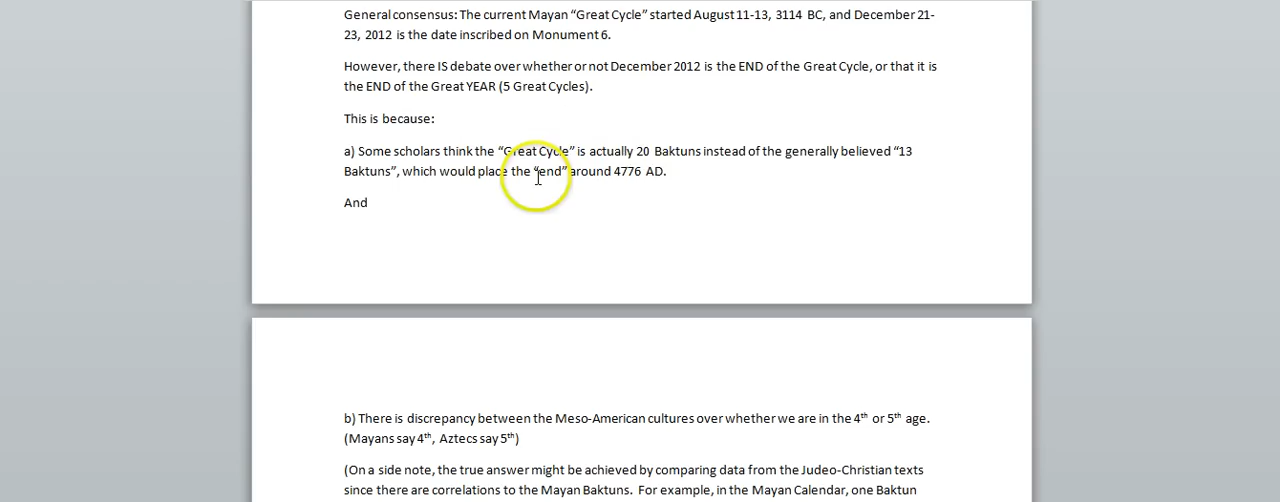 General consensus: The current Mayan “Great Cycle” started August 11-13, 3114 BC, and December 21-
23, 2012 is the date inscribed on Monument 6.
However, there IS debate over whether or not December 2012 is the END of the Great Cycle, or that it is
the END of the Great YEAR (5 Great Cycles).
This is because:
a) Some scholars think the “Great Cycle” is actually 20 Baktuns instead of the generally believed “13
Baktuns”, which would place the “end” around 4776 AD.
And
b) There is discrepancy between the Meso-American cultures over whether we are in the 4th or 5th age.
(Mayans say 4th, Aztecs say 5th)
(On a side note, the true answer might be achieved by comparing data from the Judeo-Christian texts
since there are correlations to the Mayan Baktuns. For example, in the Mayan Calendar, one Baktun